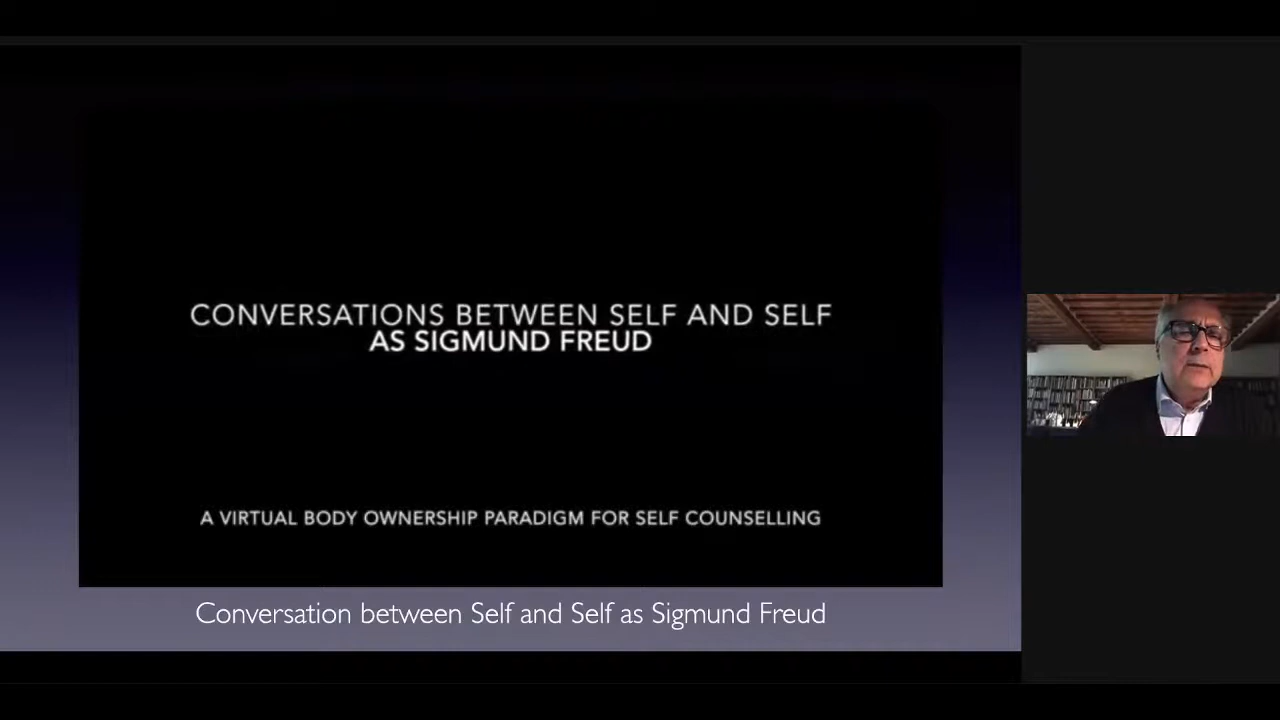 CONVERSATIONS BETWEEN SELF AND SELF
AS SIGMUND FREUD
A VIRTUAL BODY OWNERSHIP PARADIGM FOR SELF COUNSELLING
Conversation between Self and Self as Sigmund Freud